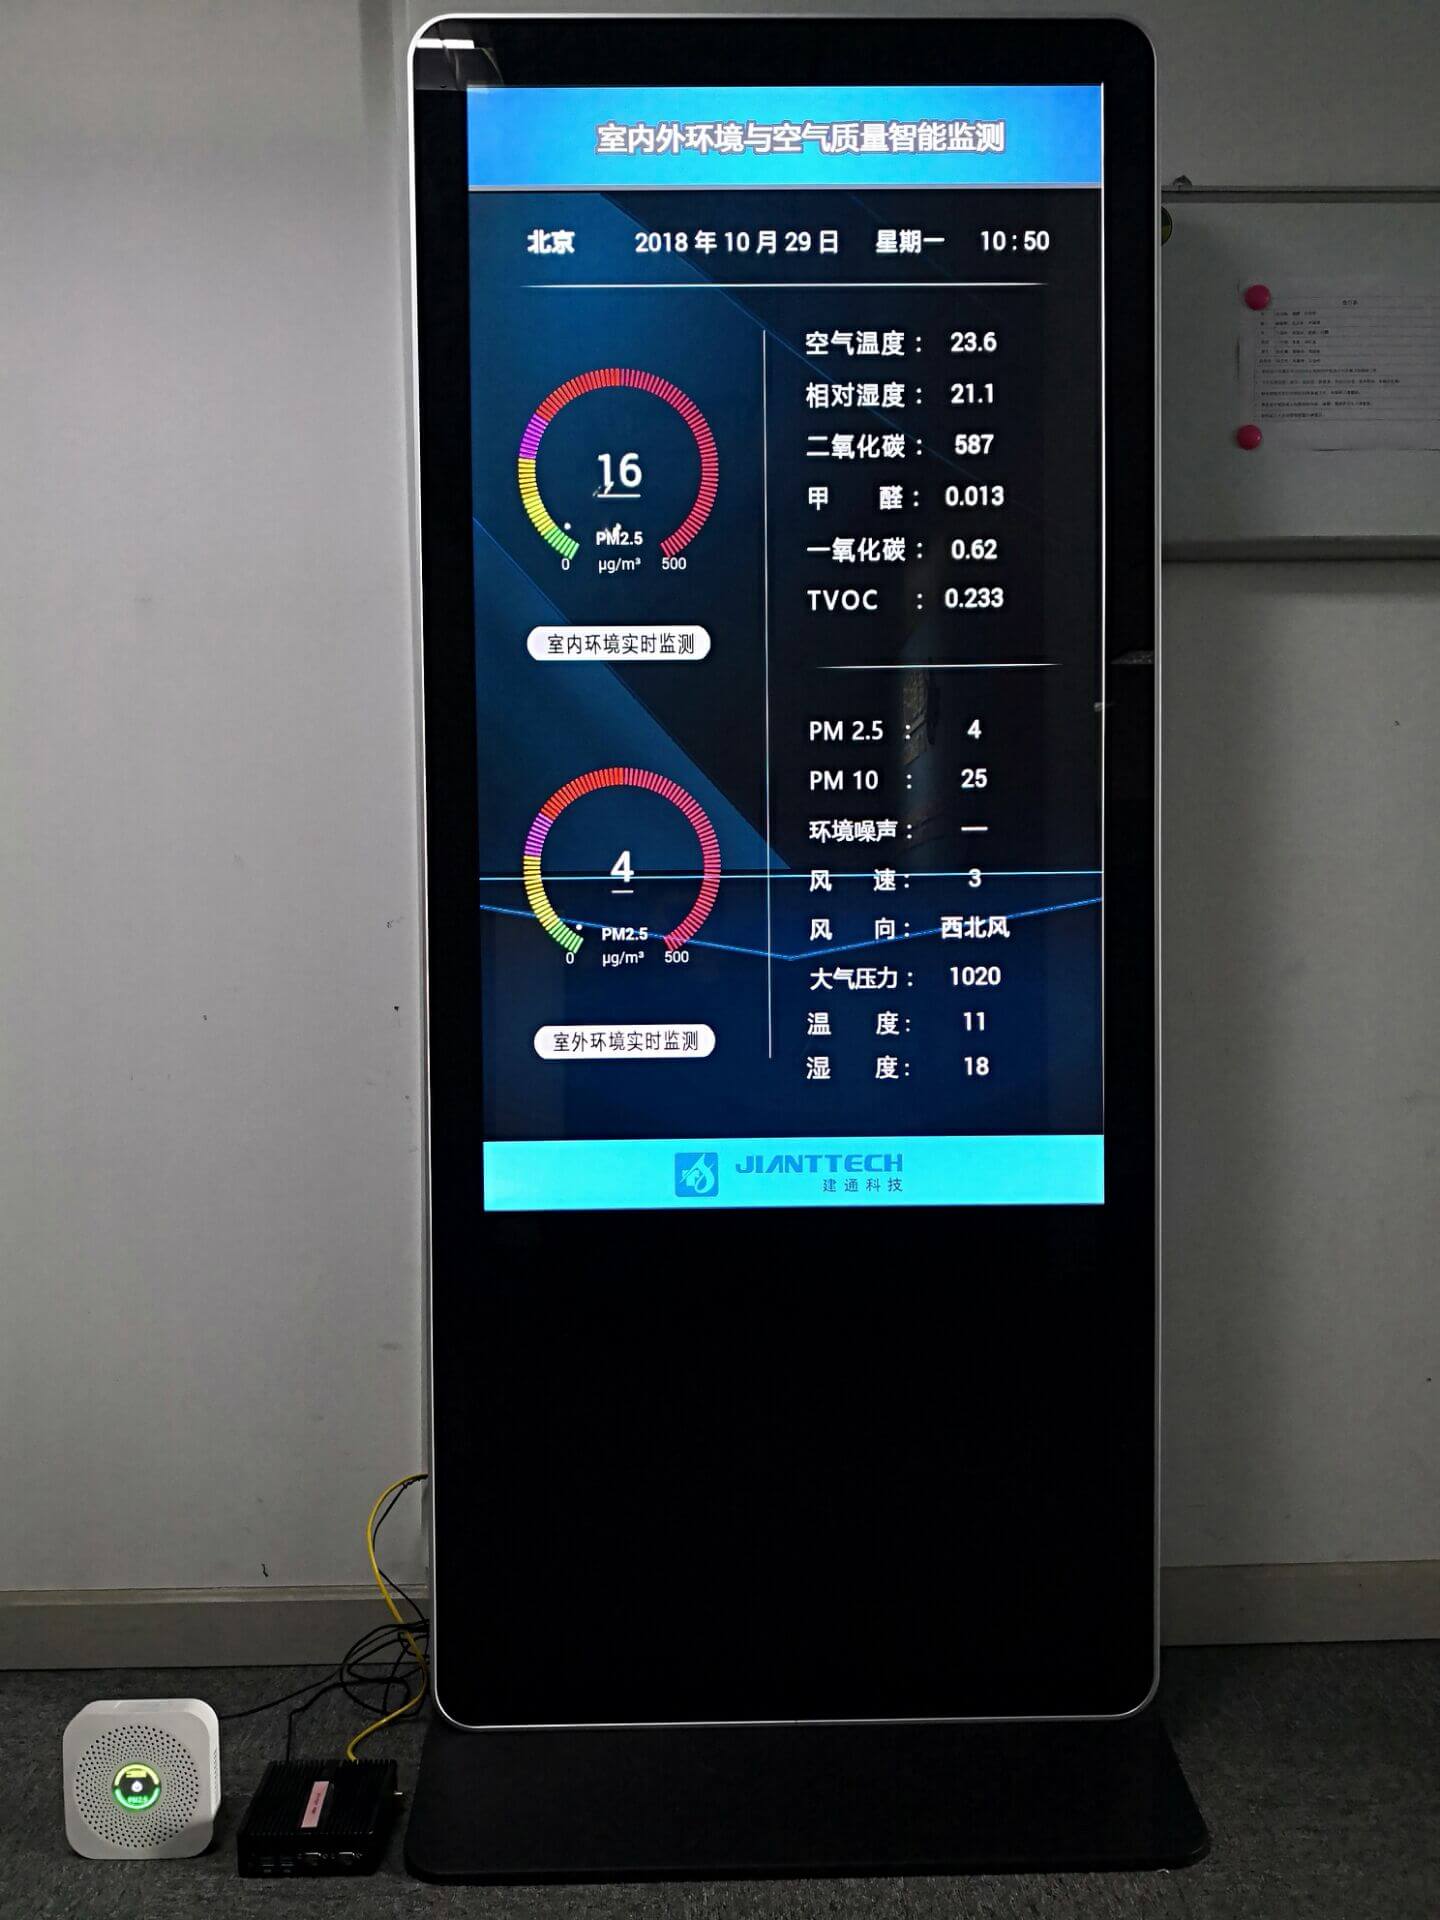 室内外环境与空气质量智能监测
北京 2018 年 10 月 29 日 星期一 10 : 50
16
PM2.5
0 μg/m³ 500
室内环境实时监测
空气温度： 23.6
相对湿度： 21.1
二氧化碳： 587
甲 醛： 0.013
一氧化碳： 0.62
TVOC ： 0.233
4
PM2.5
0 μg/m³ 500
室外环境实时监测
PM 2.5 ： 4
PM 10 ： 25
环境噪声： 一
风 速： 3
风 向： 西北风
大气压力： 1020
温 度： 11
湿 度： 18
JIANTTECH
建通科技
PM2.5